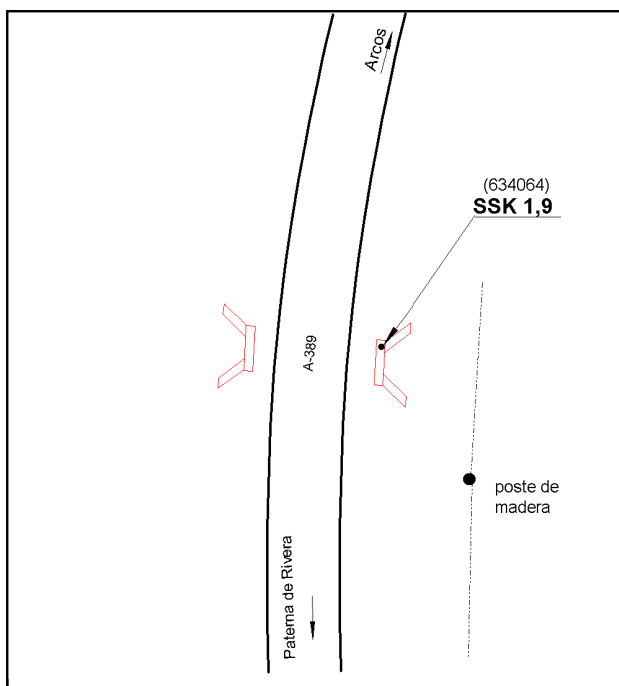 Arcos
(634064)
SSK 1,9
A-389
poste de
madera
Paterna de Rivera